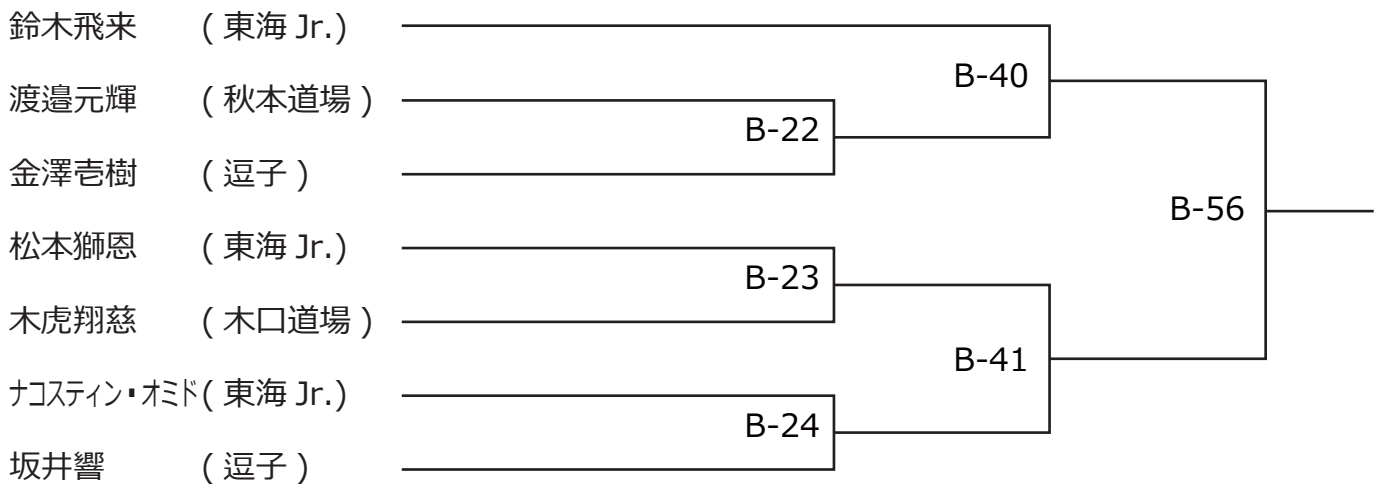 鈴木飛来 ( 東海 Jr.)
B-40
渡邉元輝 ( 秋本道場 )
B-22
金澤壱樹 ( 逗子 )
B-56
松本獅恩 ( 東海 Jr.)
B-23
木虎翔慈 ( 木口道場 )
B-41
ナコスティン・オミド( 東海 Jr.)
B-24
坂井響 ( 逗子 )